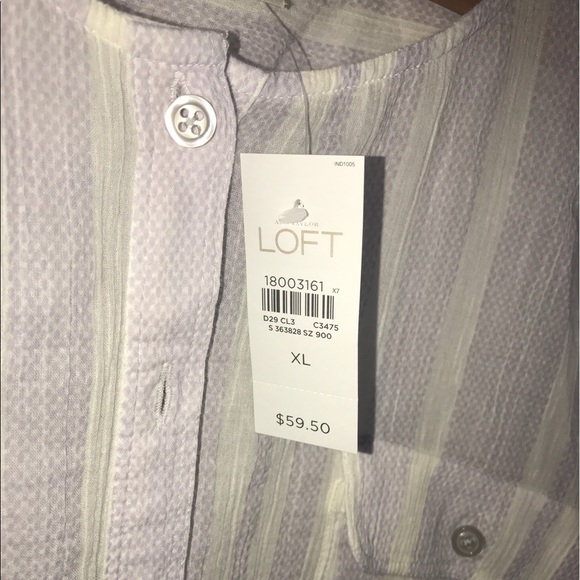 IND1005
LOFT
18003161 X7
D29 CL3 C3475
S 363828 SZ 900
XL
$59.50